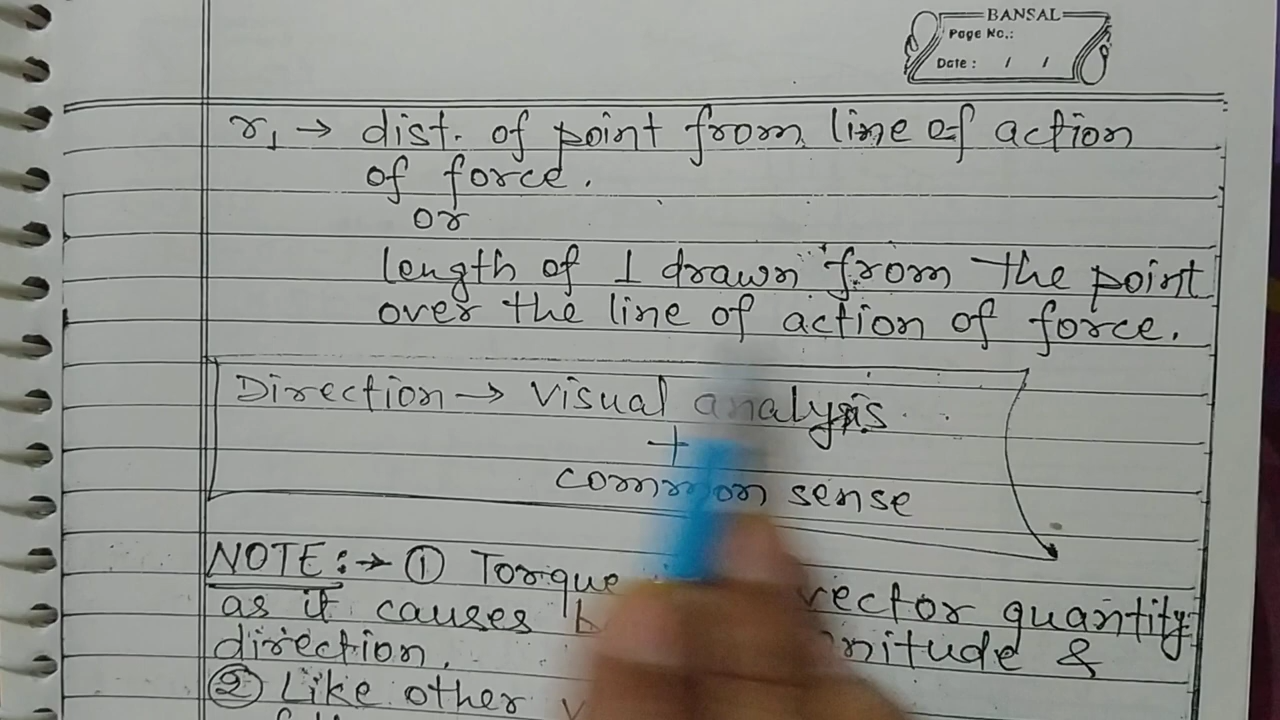 BANSAL
Page No.:
Date : / /
r⊥ → dist. of point from line of action
of force.
or
length of ⊥ drawn from the point
over the line of action of force.
Direction → visual analysis
+
common sense
NOTE:→ ① Torque vector quantity
as it causes &
direction.
② Like other